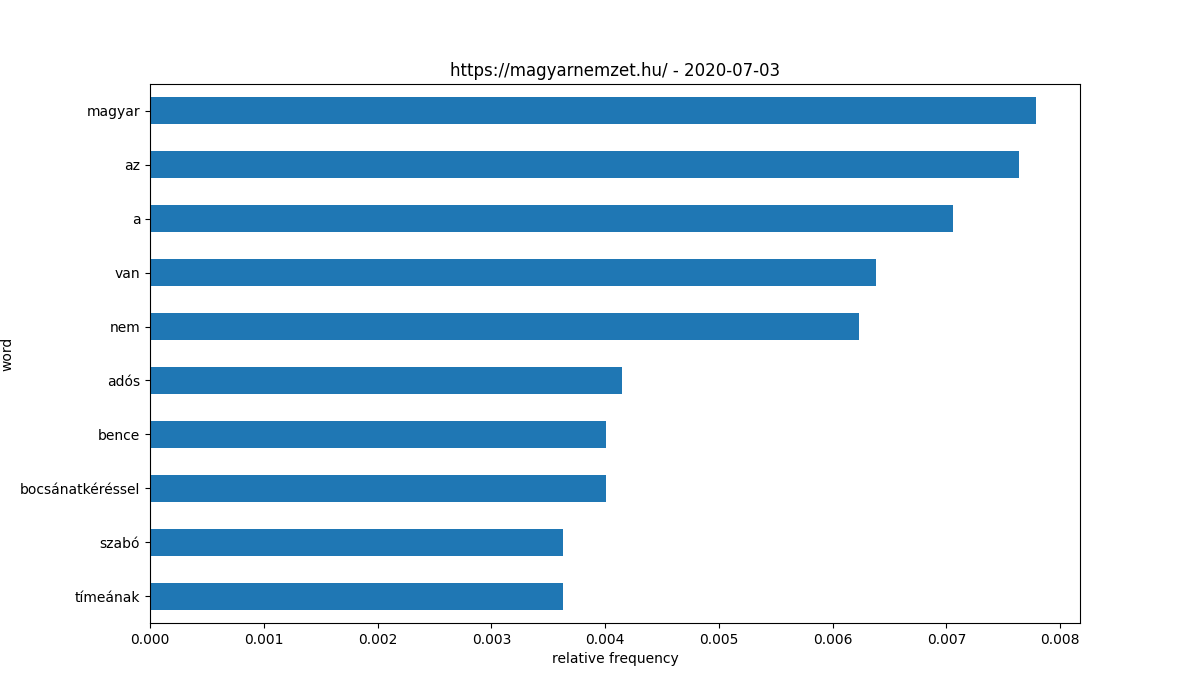 https://magyarnemzet.hu/ - 2020-07-03
magyar
az
a
van
nem
adós
bence
bocsánatkéréssel
szabó
tímeának
word
0.000 0.001 0.002 0.003 0.004 0.005 0.006 0.007 0.008
relative frequency